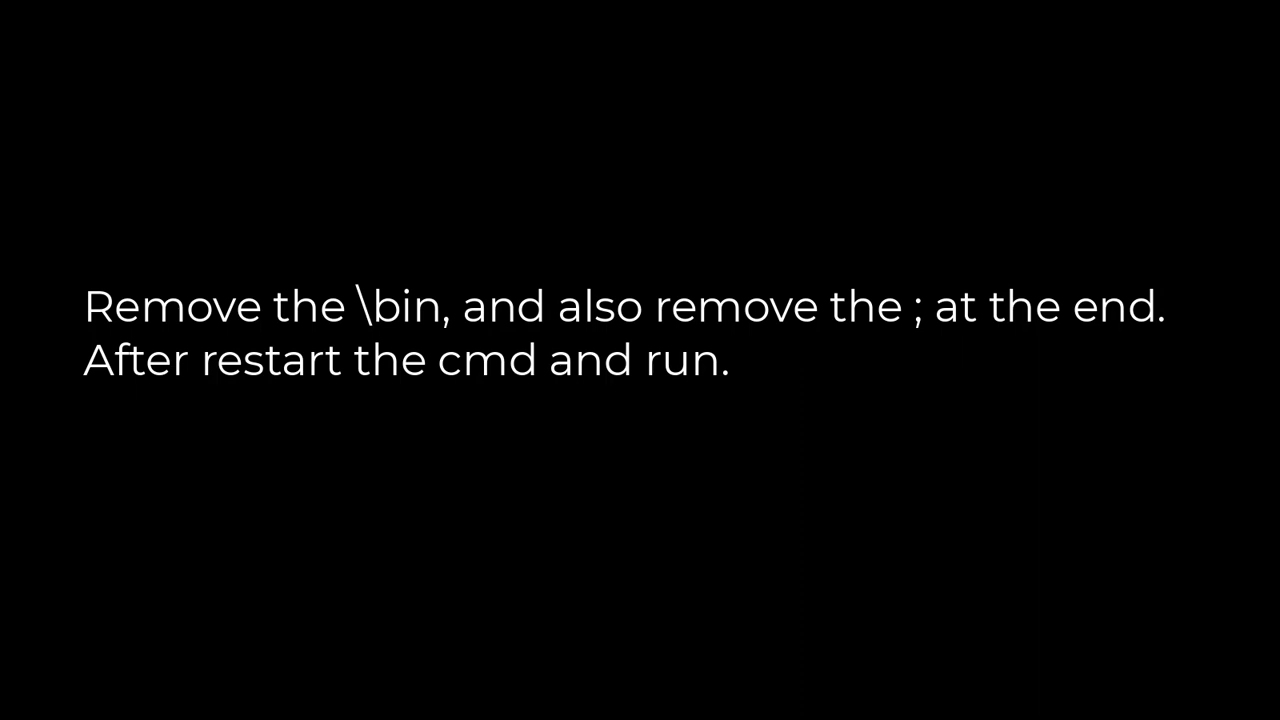 Remove the \bin, and also remove the ; at the end.
After restart the cmd and run.